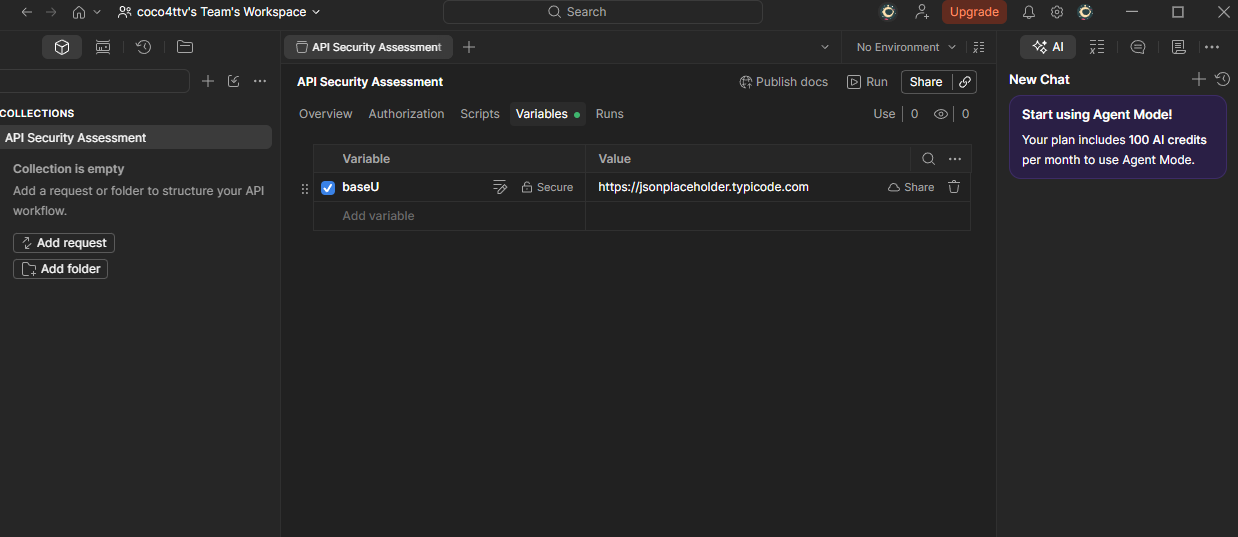 coco4ttv's Team's Workspace
Search
Upgrade
API Security Assessment
No Environment
AI
COLLECTIONS
API Security Assessment
Collection is empty
Add a request or folder to structure your API
workflow.
Add request
Add folder
API Security Assessment
Publish docs
Run
Share
Overview
Authorization
Scripts
Variables
Runs
Use
0
0
Variable
Value
baseU
Secure
https://jsonplaceholder.typicode.com
Share
Add variable
New Chat
Start using Agent Mode!
Your plan includes 100 AI credits
per month to use Agent Mode.